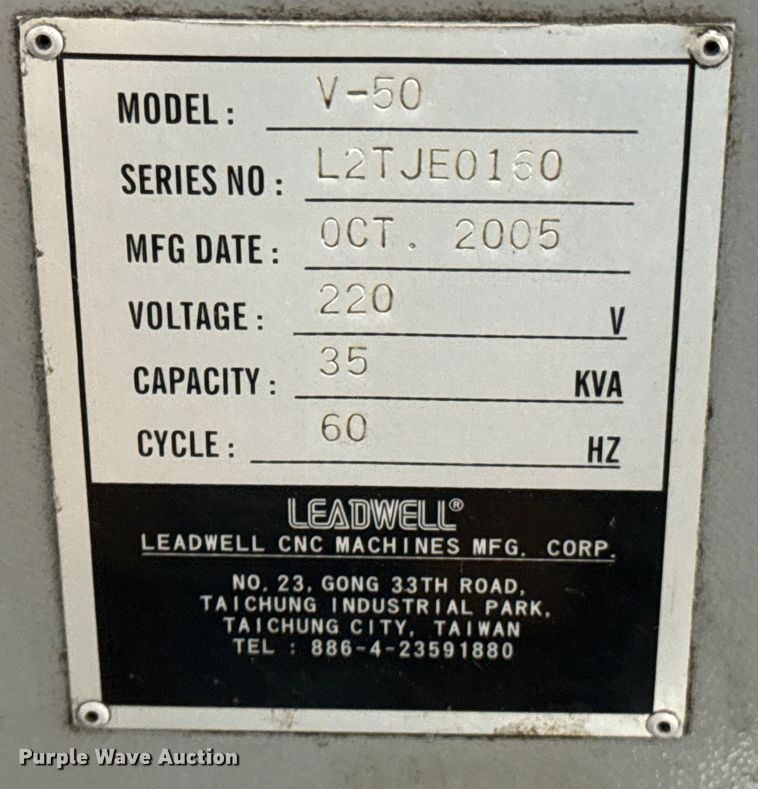 MODEL: V-50
SERIES NO: L2TJE0160
MFG DATE: OCT. 2005
VOLTAGE: 220 V
CAPACITY: 35 KVA
CYCLE: 60 HZ
LEADWELL®
LEADWELL CNC MACHINES MFG. CORP.
NO. 23, GONG 33TH ROAD,
TAICHUNG INDUSTRIAL PARK,
TAICHUNG CITY, TAIWAN
TEL : 886-4-23591880
Purple Wave Auction